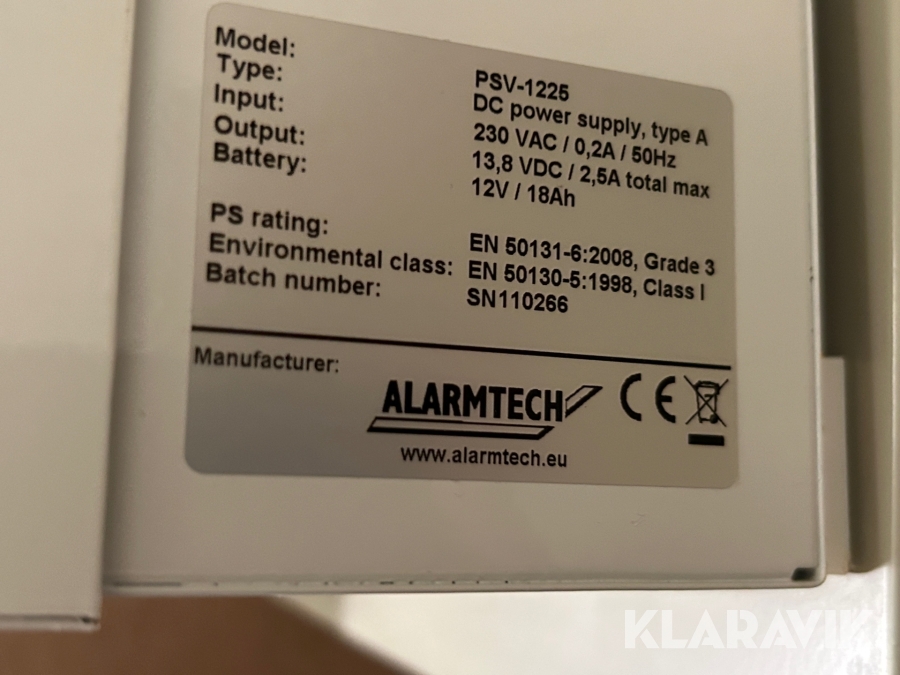 Model: PSV-1225
Type: DC power supply, type A
Input: 230 VAC / 0,2A / 50Hz
Output: 13,8 VDC / 2,5A total max
Battery: 12V / 18Ah
PS rating: EN 50131-6:2008, Grade 3
Environmental class: EN 50130-5:1998, Class I
Batch number: SN110266
Manufacturer:
ALARMTECH
CE
www.alarmtech.eu
KLARAVIK